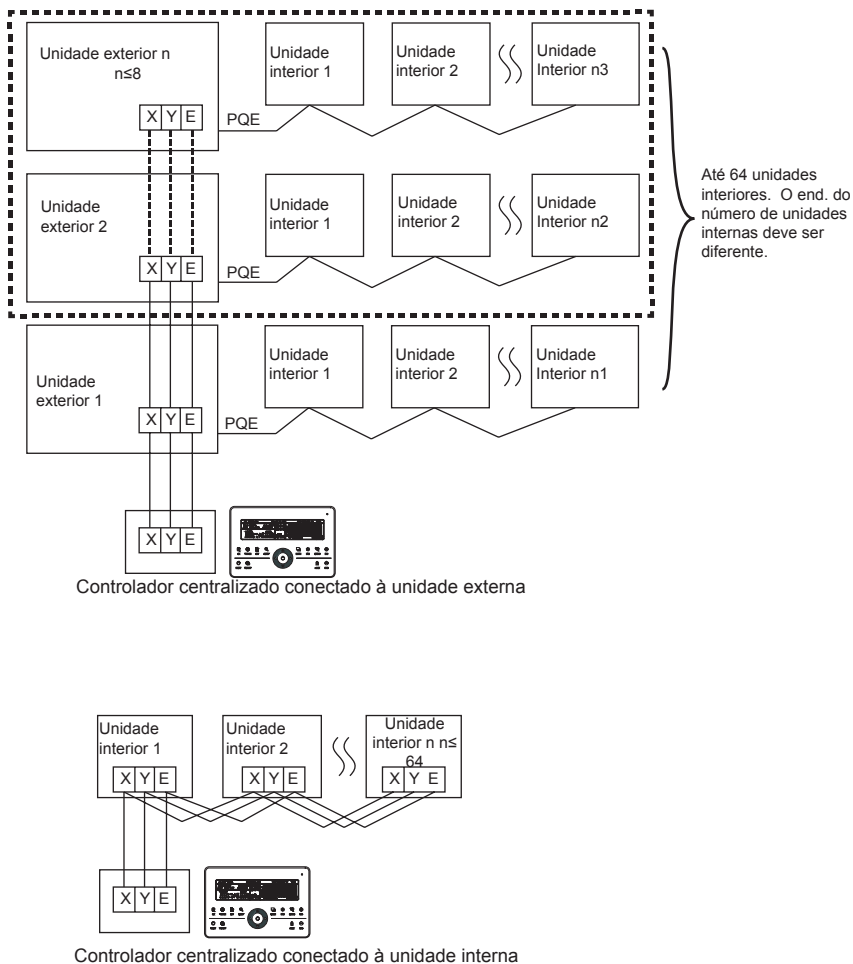 Unidade exterior n
n≤8
X Y E
PQE
Unidade
interior 1
Unidade
interior 2
Unidade
Interior n3
Unidade
exterior 2
X Y E
PQE
Unidade
interior 1
Unidade
interior 2
Unidade
Interior n2
Até 64 unidades
interiores. O end. do
número de unidades
internas deve ser
diferente.
Unidade
exterior 1
X Y E
PQE
Unidade
interior 1
Unidade
interior 2
Unidade
Interior n1
X Y E
Controlador centralizado conectado à unidade externa
Unidade
interior 1
X Y E
Unidade
interior 2
X Y E
Unidade
interior n n≤
64
X Y E
X Y E
Controlador centralizado conectado à unidade interna